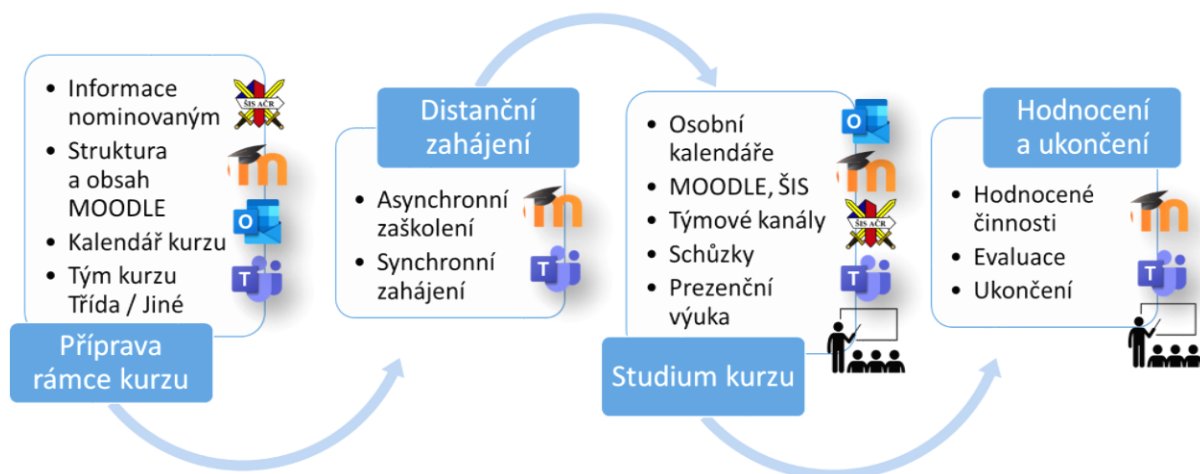 • Informace
nominovaným
• Struktura
a obsah
MOODLE
• Kalendář kurzu
• Tým kurzu
Třída / Jiné
Příprava
rámce kurzu
ŠIS AČR
m
O
T
Distanční
zahájení
• Asynchronní
zaškolení
• Synchronní
zahájení
m
T
• Osobní
kalendáře
• MOODLE, ŠIS
• Týmové kanály
• Schůzky
• Prezenční
výuka
Studium kurzu
O
m
ŠIS AČR
T
Hodnocení
a ukončení
• Hodnocené
činnosti
• Evaluace
• Ukončení
m
T